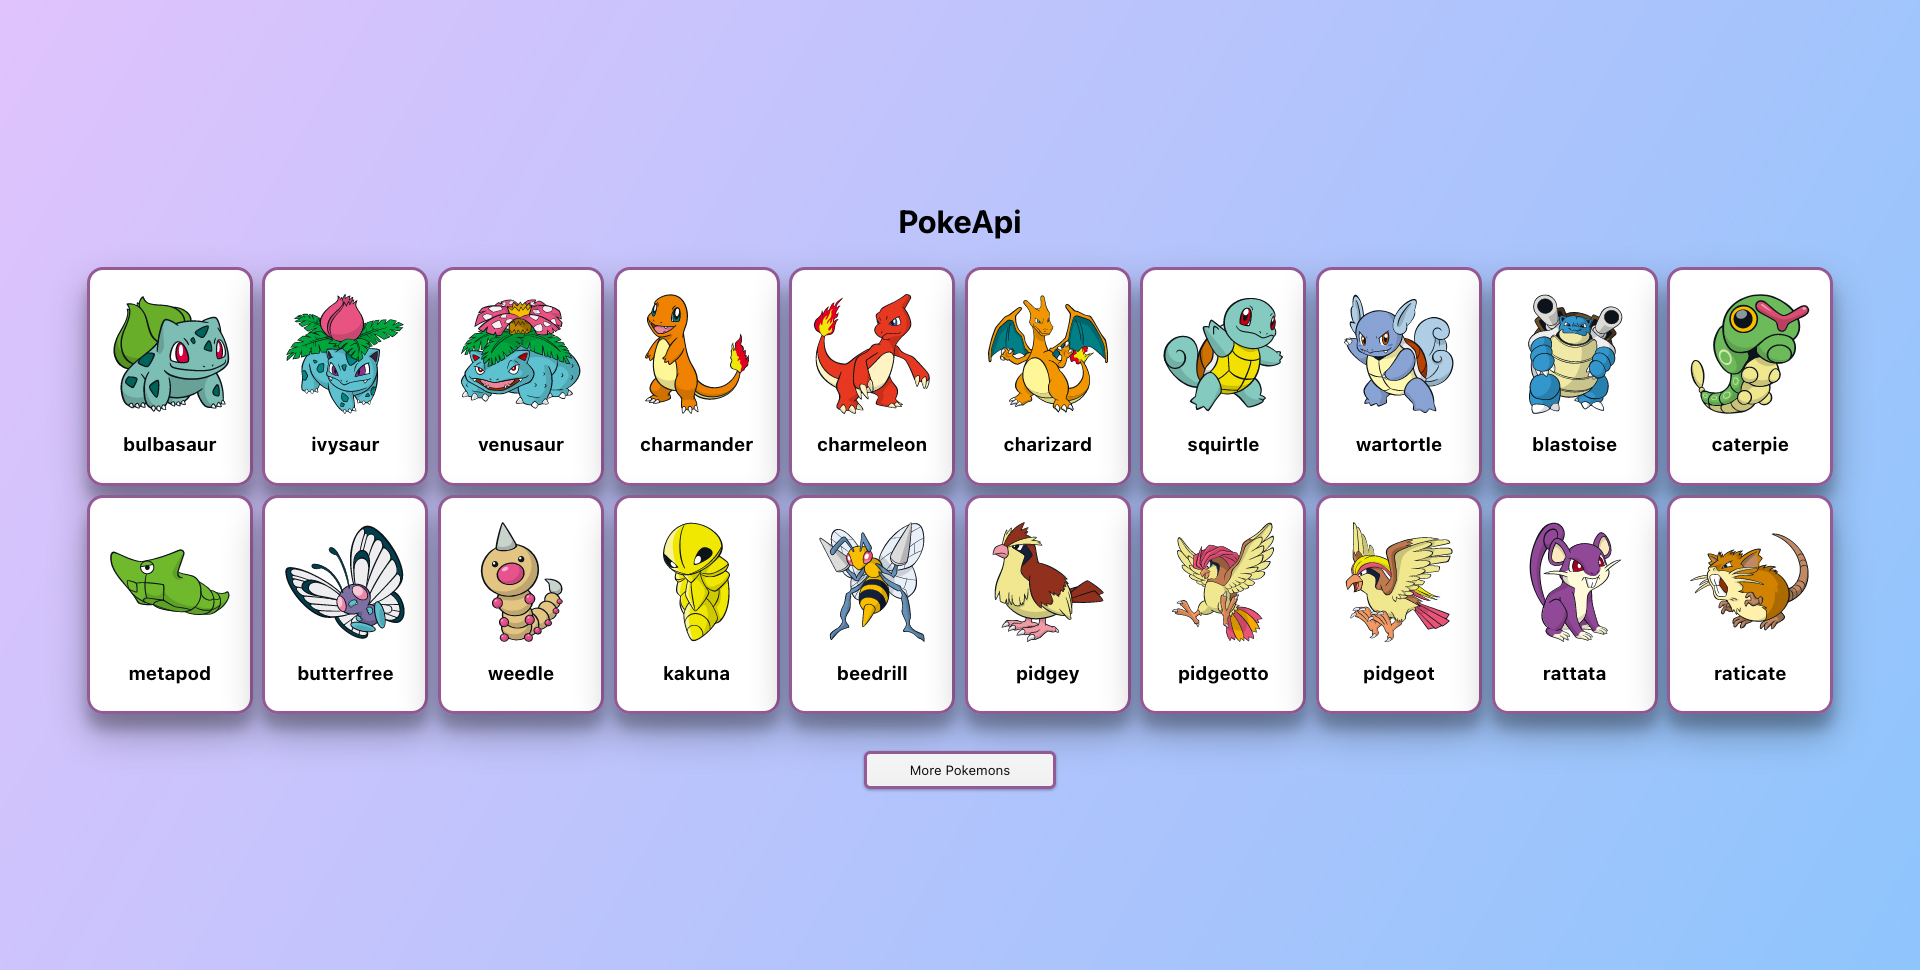 PokeApi
bulbasaur
ivysaur
venusaur
charmander
charmeleon
charizard
squirtle
wartortle
blastoise
caterpie
metapod
butterfree
weedle
kakuna
beedrill
pidgey
pidgeotto
pidgeot
rattata
raticate
More Pokemons